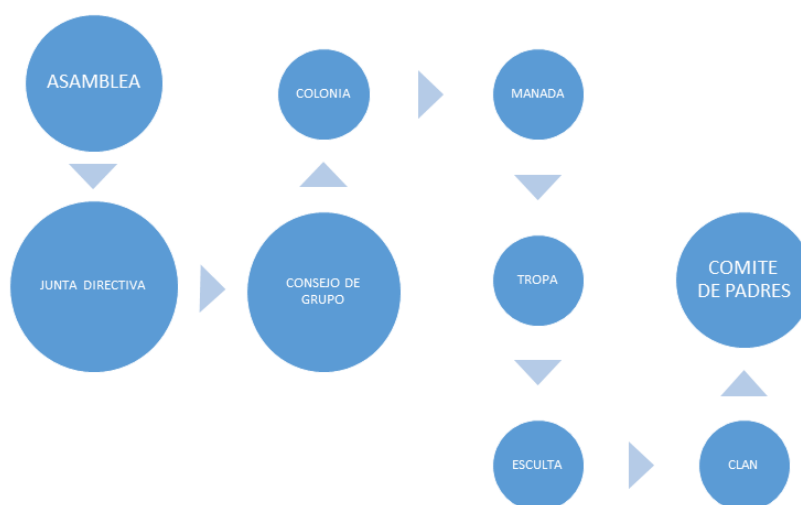 ASAMBLEA
JUNTA DIRECTIVA
CONSEJO DE
GRUPO
COLONIA
MANADA
TROPA
ESCULTA
CLAN
COMITE
DE PADRES